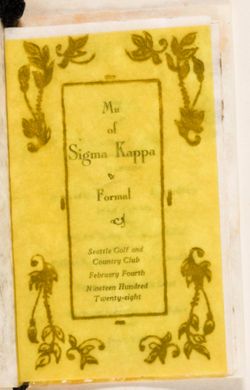 Mu
of
Sigma Kappa
Formal
Seattle Golf and
Country Club
February Fourth
Nineteen Hundred
Twenty-eight